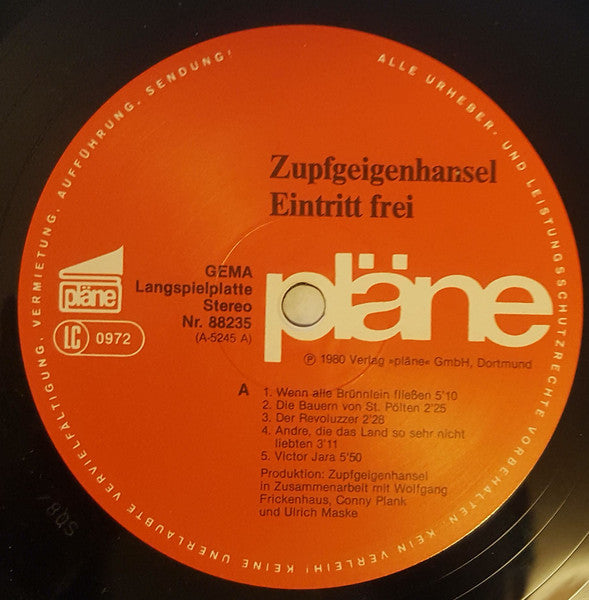 ALLE URHEBER- UND LEISTUNGSSCHUTZRECHTE VORBEHALTEN. KEIN VERLEIH! KEINE UNERLAUBTE VERVIELFÄLTIGUNG, VERMIETUNG, AUFFÜHRUNG, SENDUNG!
Zupfgeigenhansel
Eintritt frei
pläne
GEMA
Langspielplatte
Stereo
Nr. 88235
(A-5245 A)
LC 0972
pläne
Ⓟ 1980 Verlag »pläne« GmbH, Dortmund
A
1. Wenn alle Brünnlein fließen 5'10
2. Die Bauern von St. Pölten 2'25
3. Der Revoluzzer 2'28
4. Andre, die das Land so sehr nicht
liebten 3'11
5. Victor Jara 5'50
Produktion: Zupfgeigenhansel
in Zusammenarbeit mit Wolfgang
Frickenhaus, Conny Plank
und Ulrich Maske